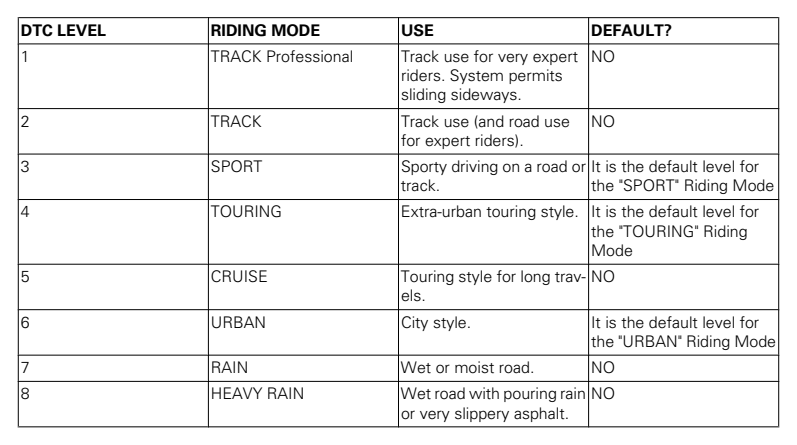 DTC LEVEL RIDING MODE USE DEFAULT?
1 TRACK Professional Track use for very expert NO
riders. System permits
sliding sideways.
2 TRACK Track use (and road use NO
for expert riders).
3 SPORT Sporty driving on a road or It is the default level for
track. the "SPORT" Riding Mode
4 TOURING Extra-urban touring style. It is the default level for
the "TOURING" Riding
Mode
5 CRUISE Touring style for long trav- NO
els.
6 URBAN City style. It is the default level for
the "URBAN" Riding Mode
7 RAIN Wet or moist road. NO
8 HEAVY RAIN Wet road with pouring rain NO
or very slippery asphalt.